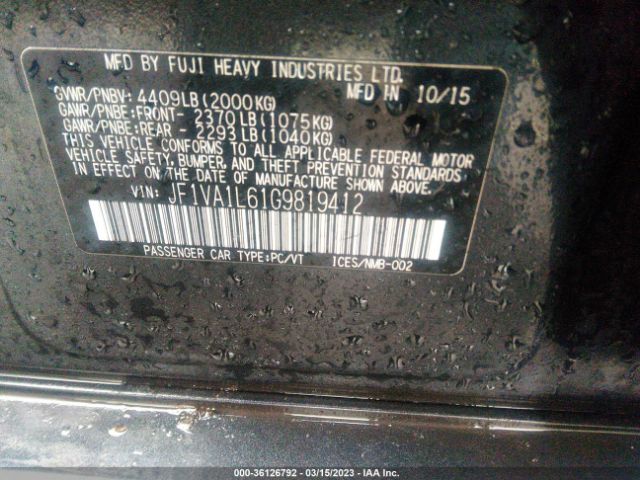 MFD BY FUJI HEAVY INDUSTRIES LTD.
GVWR/PNBV: 4409LB(2000KG) MFD IN 10/15
GAWR/PNBE:FRONT- 2370LB(1075KG)
GAWR/PNBE:REAR - 2293LB(1040KG)
THIS VEHICLE CONFORMS TO ALL APPLICABLE FEDERAL MOTOR
VEHICLE SAFETY, BUMPER, AND THEFT PREVENTION STANDARDS
IN EFFECT ON THE DATE OF MANUFACTURE SHOWN ABOVE.
VIN: JF1VA1L61G9819412
PASSENGER CAR TYPE:PC/VT ICES/NMB-002
000-36126792 - 03/15/2023 - IAA Inc.